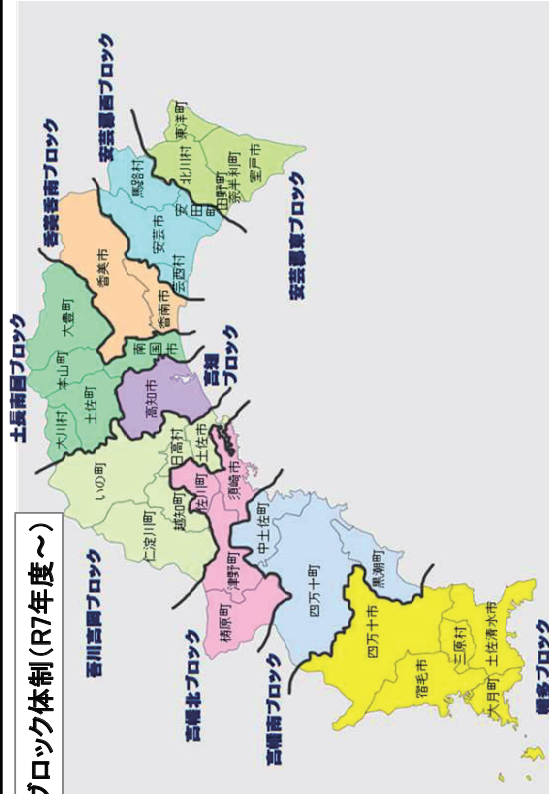 ブロック体制(R7年度～)
土長南国ブロック
香美香南ブロック
安芸郡西ブロック
安芸郡東ブロック
高知
ブロック
吾川高岡ブロック
高幡北ブロック
高幡南ブロック
幡多ブロック
大川村
本山町
大豊町
土佐町
南国市
香美市
香南市
馬路村
安芸市
芸西村
安田町
東洋町
北川村
田野町
奈半利町
室戸市
高知市
いの町
日高村
土佐市
仁淀川町
越知町
佐川町
須崎市
津野町
梼原町
中土佐町
四万十町
黒潮町
四万十市
宿毛市
三原村
大月町
土佐清水市